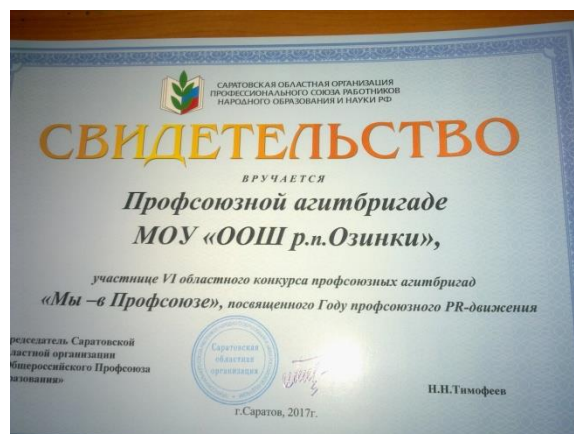 САРАТОВСКАЯ ОБЛАСТНАЯ ОРГАНИЗАЦИЯ
ПРОФЕССИОНАЛЬНОГО СОЮЗА РАБОТНИКОВ
НАРОДНОГО ОБРАЗОВАНИЯ И НАУКИ РФ
СВИДЕТЕЛЬСТВО
ВРУЧАЕТСЯ
Профсоюзной агитбригаде
МОУ «ООШ р.п.Озинки»,
участнице VI областного конкурса профсоюзных агитбригад
«Мы –в Профсоюзе», посвященного Году профсоюзного PR-движения
редседатель Саратовской
ластной организации
бщероссийского Профсоюза
разования»
Саратовская
областная
организация
Н.Н.Тимофеев
г.Саратов, 2017г.